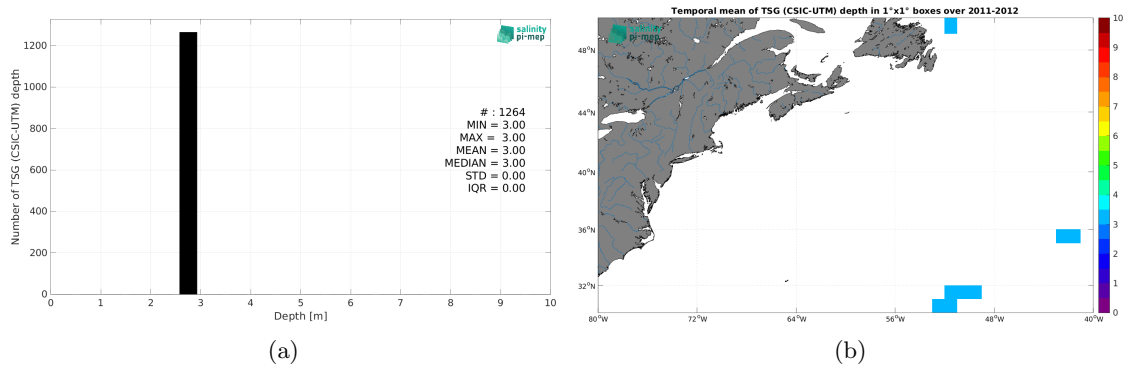 1200
1000
800
600
400
200
0
Number of TSG (CSIC-UTM) depth
salinity
pi-mep
# : 1264
MIN = 3.00
MAX = 3.00
MEAN = 3.00
MEDIAN = 3.00
STD = 0.00
IQR = 0.00
0 1 2 3 4 5 6 7 8 9 10
Depth [m]
(a)
Temporal mean of TSG (CSIC-UTM) depth in 1°x1° boxes over 2011-2012
salinity
pi-mep
48°N
44°N
40°N
36°N
32°N
80°W 72°W 64°W 56°W 48°W 40°W
10
9
8
7
6
5
4
3
2
1
0
(b)